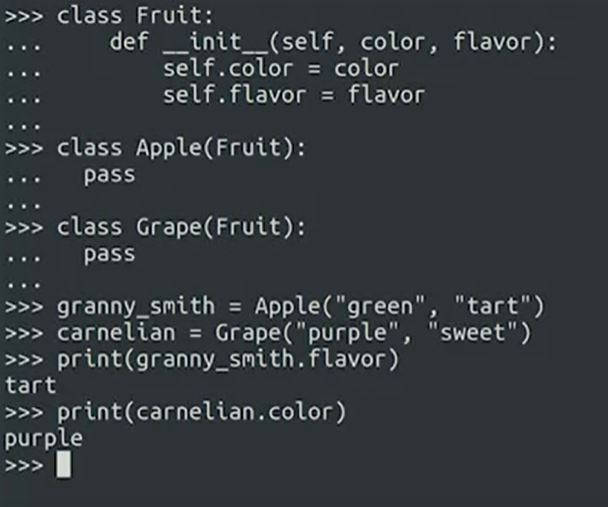 >>> class Fruit:
...     def __init__(self, color, flavor):
...         self.color = color
...         self.flavor = flavor
...
>>> class Apple(Fruit):
...   pass
...
>>> class Grape(Fruit):
...   pass
...
>>> granny_smith = Apple("green", "tart")
>>> carnelian = Grape("purple", "sweet")
>>> print(granny_smith.flavor)
tart
>>> print(carnelian.color)
purple
>>>